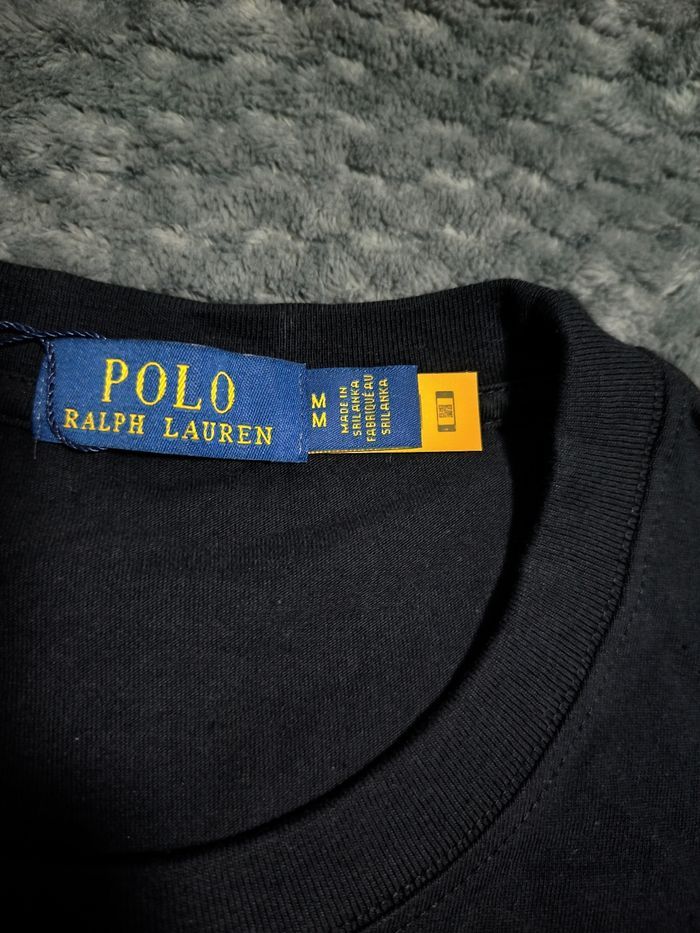 POLO
RALPH LAUREN
M
M
MADE IN
SRILANKA
FABRIQUÉAU
SRILANKA